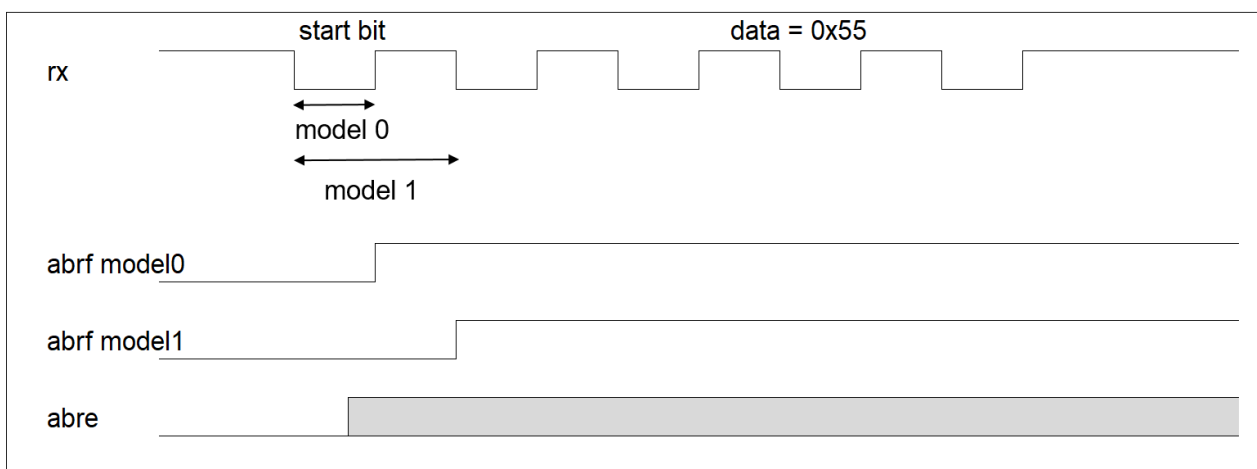 start bit
data = 0x55
rx
model 0
model 1
abrf model0
abrf model1
abre